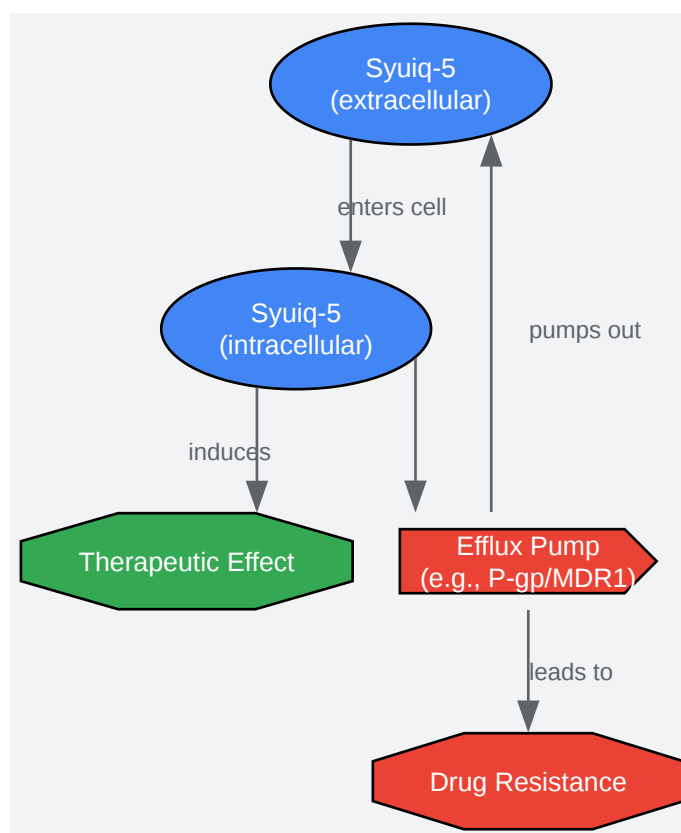 Syuiq-5
(extracellular)
enters cell
Syuiq-5
(intracellular)
pumps out
induces
Therapeutic Effect
Efflux Pump
(e.g., P-gp/MDR1)
leads to
Drug Resistance